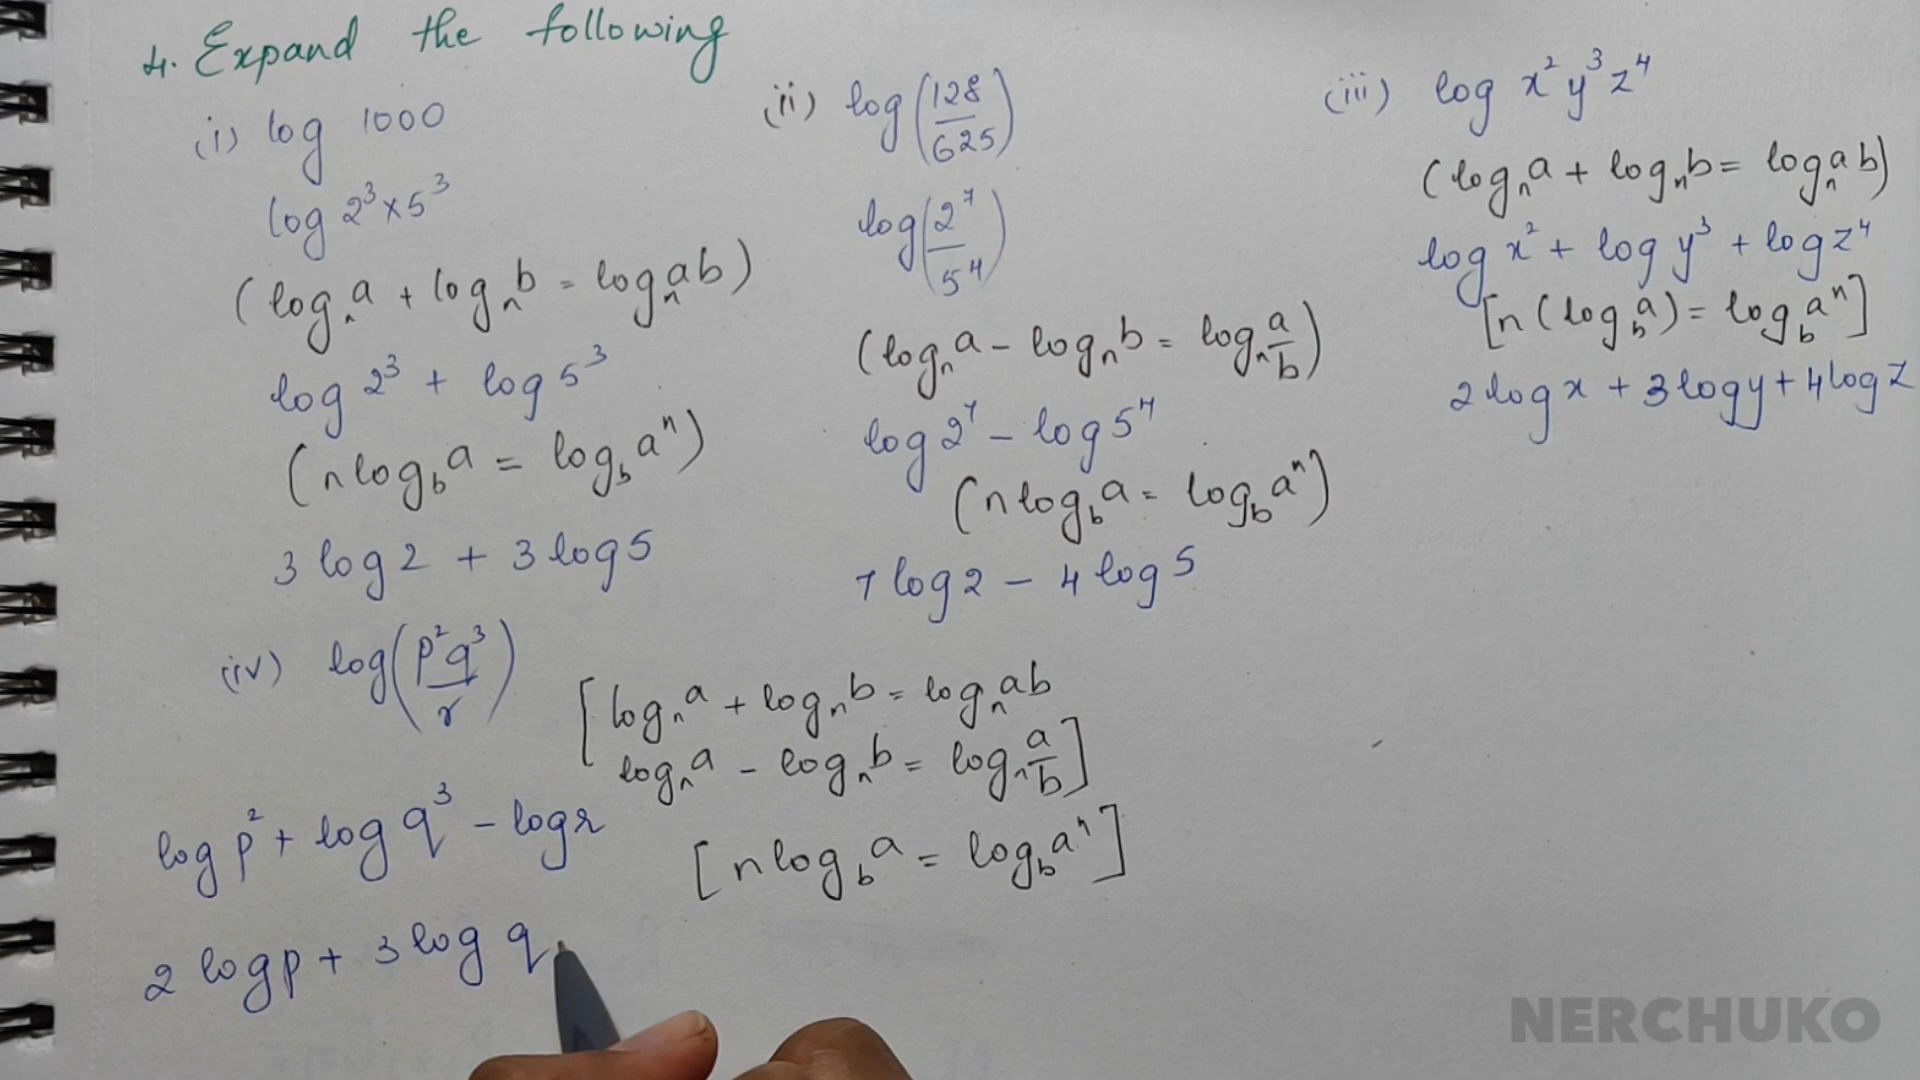 4. Expand the following
(i) log 1000
log 2³×5³
(logₙa + logₙb = logₙab)
log 2³ + log 5³
(n log_b a = log_b aⁿ)
3 log 2 + 3 log 5
(ii) log(128/625)
log(2⁷/5⁴)
(logₙa - logₙb = logₙ a/b)
log 2⁷ - log 5⁴
(n log_b a = log_b aⁿ)
7 log 2 - 4 log 5
(iii) log x² y³ z⁴
(logₙa + logₙb = logₙab)
log x² + log y³ + log z⁴
[n (log_b a) = log_b aⁿ]
2 log x + 3 log y + 4 log z
(iv) log(p²q³/r)
[logₙa + logₙb = logₙab
logₙa - logₙb = logₙ a/b]
log p² + log q³ - log r
[n log_b a = log_b aⁿ]
2 log p + 3 log q
NERCHUKO